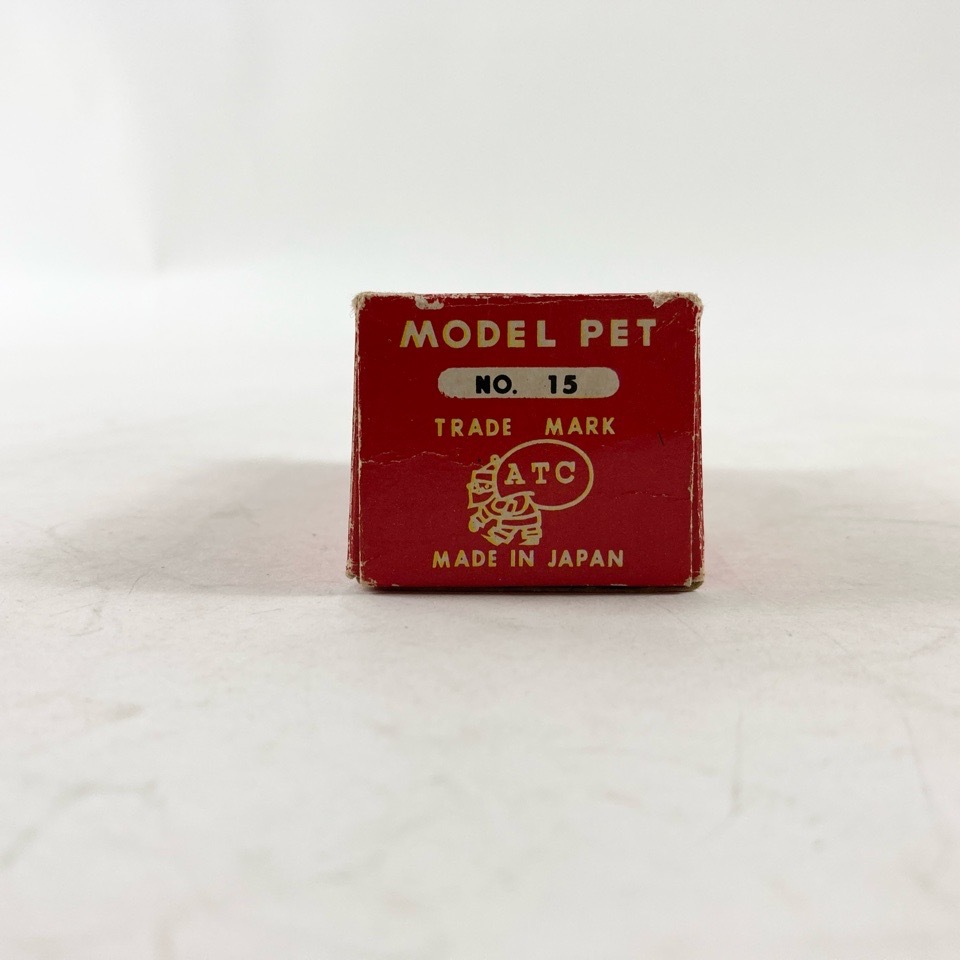 MODEL PET
NO. 15
TRADE MARK
ATC
MADE IN JAPAN